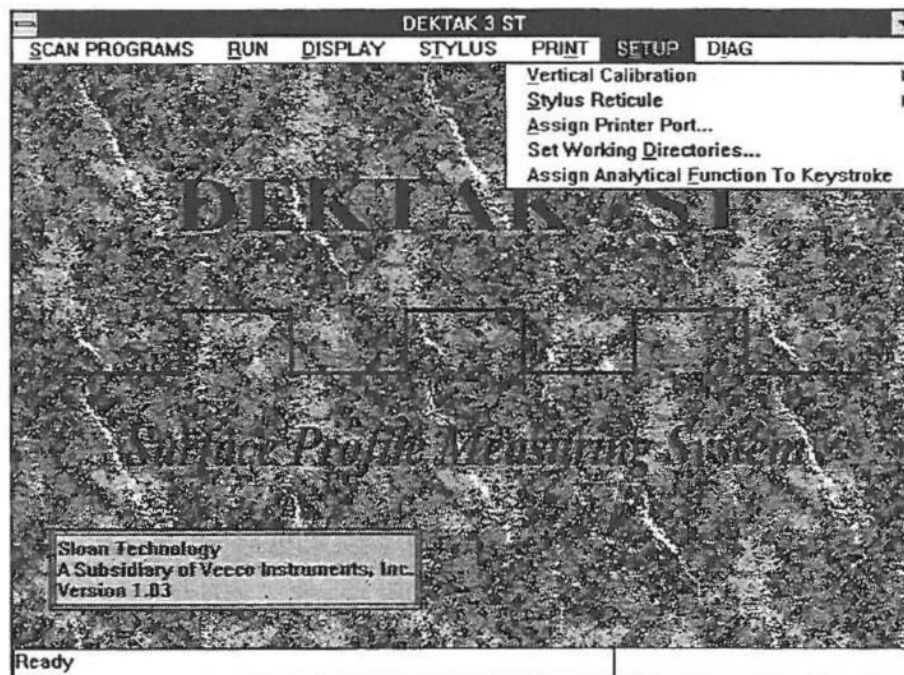 DEKTAK 3 ST
SCAN PROGRAMS RUN DISPLAY STYLUS PRINT SETUP DIAG
Vertical Calibration
Stylus Reticule
Assign Printer Port...
Set Working Directories...
Assign Analytical Function To Keystroke
DEKTAK ST
Surface Profile Measuring System
Sloan Technology
A Subsidiary of Veeco Instruments, Inc.
Version 1.03
Ready